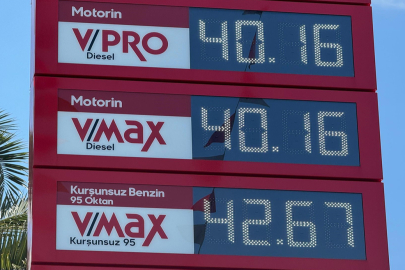 Motorin
V/PRO
Diesel
40.16
Motorin
V/MAX
Diesel
40.16
Kurşunsuz Benzin
95 Oktan
V/MAX
Kurşunsuz 95
42.67